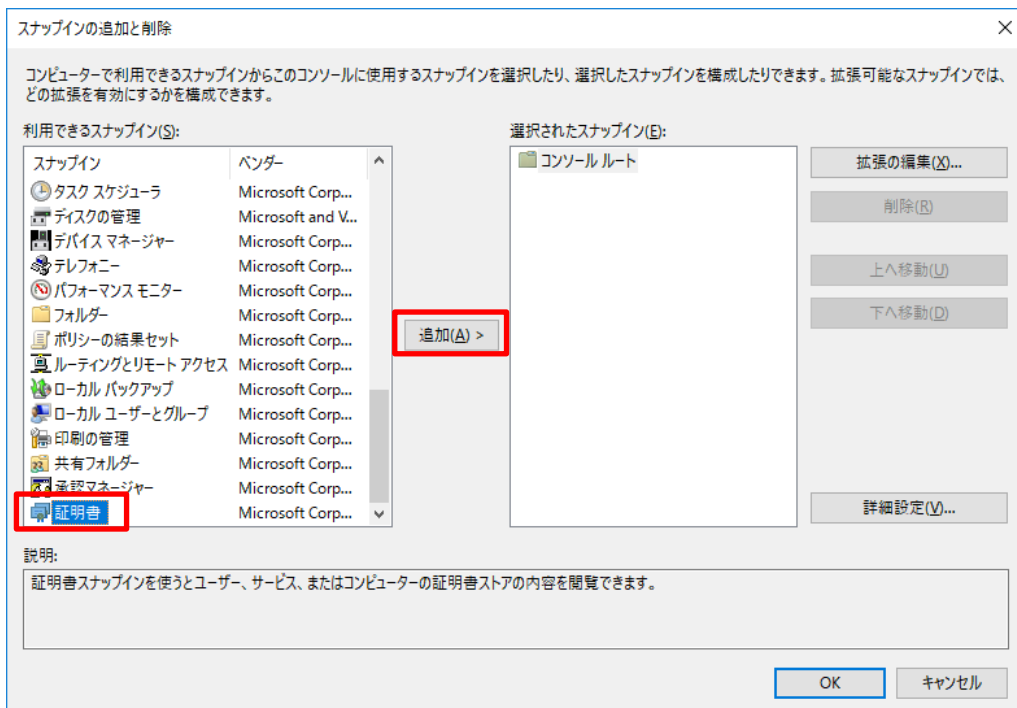 スナップインの追加と削除
コンピューターで利用できるスナップインからこのコンソールに使用するスナップインを選択したり、選択したスナップインを構成したりできます。拡張可能なスナップインでは、
どの拡張を有効にするかを構成できます。
利用できるスナップイン(S):
スナップイン ベンダー
タスク スケジューラ Microsoft Corp...
ディスクの管理 Microsoft and V...
デバイス マネージャー Microsoft Corp...
テレフォニー Microsoft Corp...
パフォーマンス モニター Microsoft Corp...
フォルダー Microsoft Corp...
ポリシーの結果セット Microsoft Corp...
ルーティングとリモート アクセス Microsoft Corp...
ローカル バックアップ Microsoft Corp...
ローカル ユーザーとグループ Microsoft Corp...
印刷の管理 Microsoft Corp...
共有フォルダー Microsoft Corp...
承認マネージャー Microsoft Corp...
証明書 Microsoft Corp...
追加(A) >
選択されたスナップイン(E):
コンソール ルート
拡張の編集(X)...
削除(R)
上へ移動(U)
下へ移動(D)
詳細設定(V)...
説明:
証明書スナップインを使うとユーザー、サービス、またはコンピューターの証明書ストアの内容を閲覧できます。
OK
キャンセル